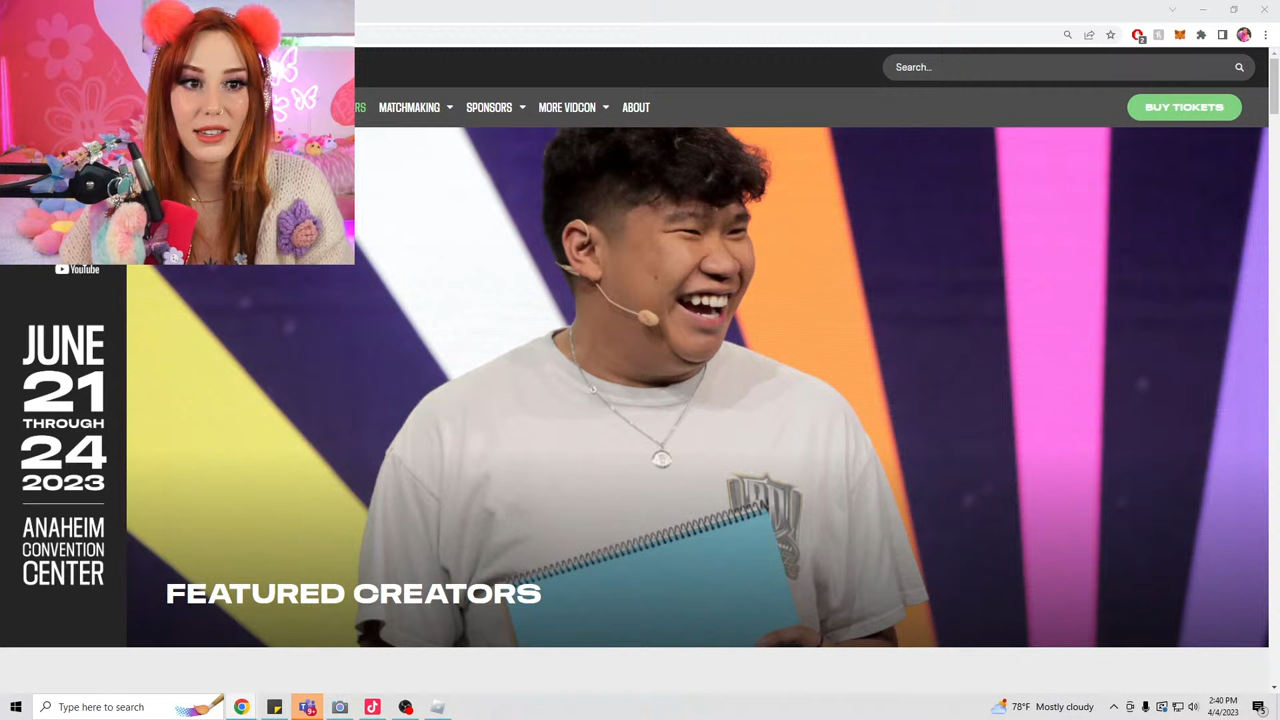 Search...
RS MATCHMAKING SPONSORS MORE VIDCON ABOUT BUY TICKETS
YouTube
JUNE
21
THROUGH
24
2023
ANAHEIM
CONVENTION
CENTER
FEATURED CREATORS
Type here to search
9+
78°F Mostly cloudy
2:40 PM
4/4/2023